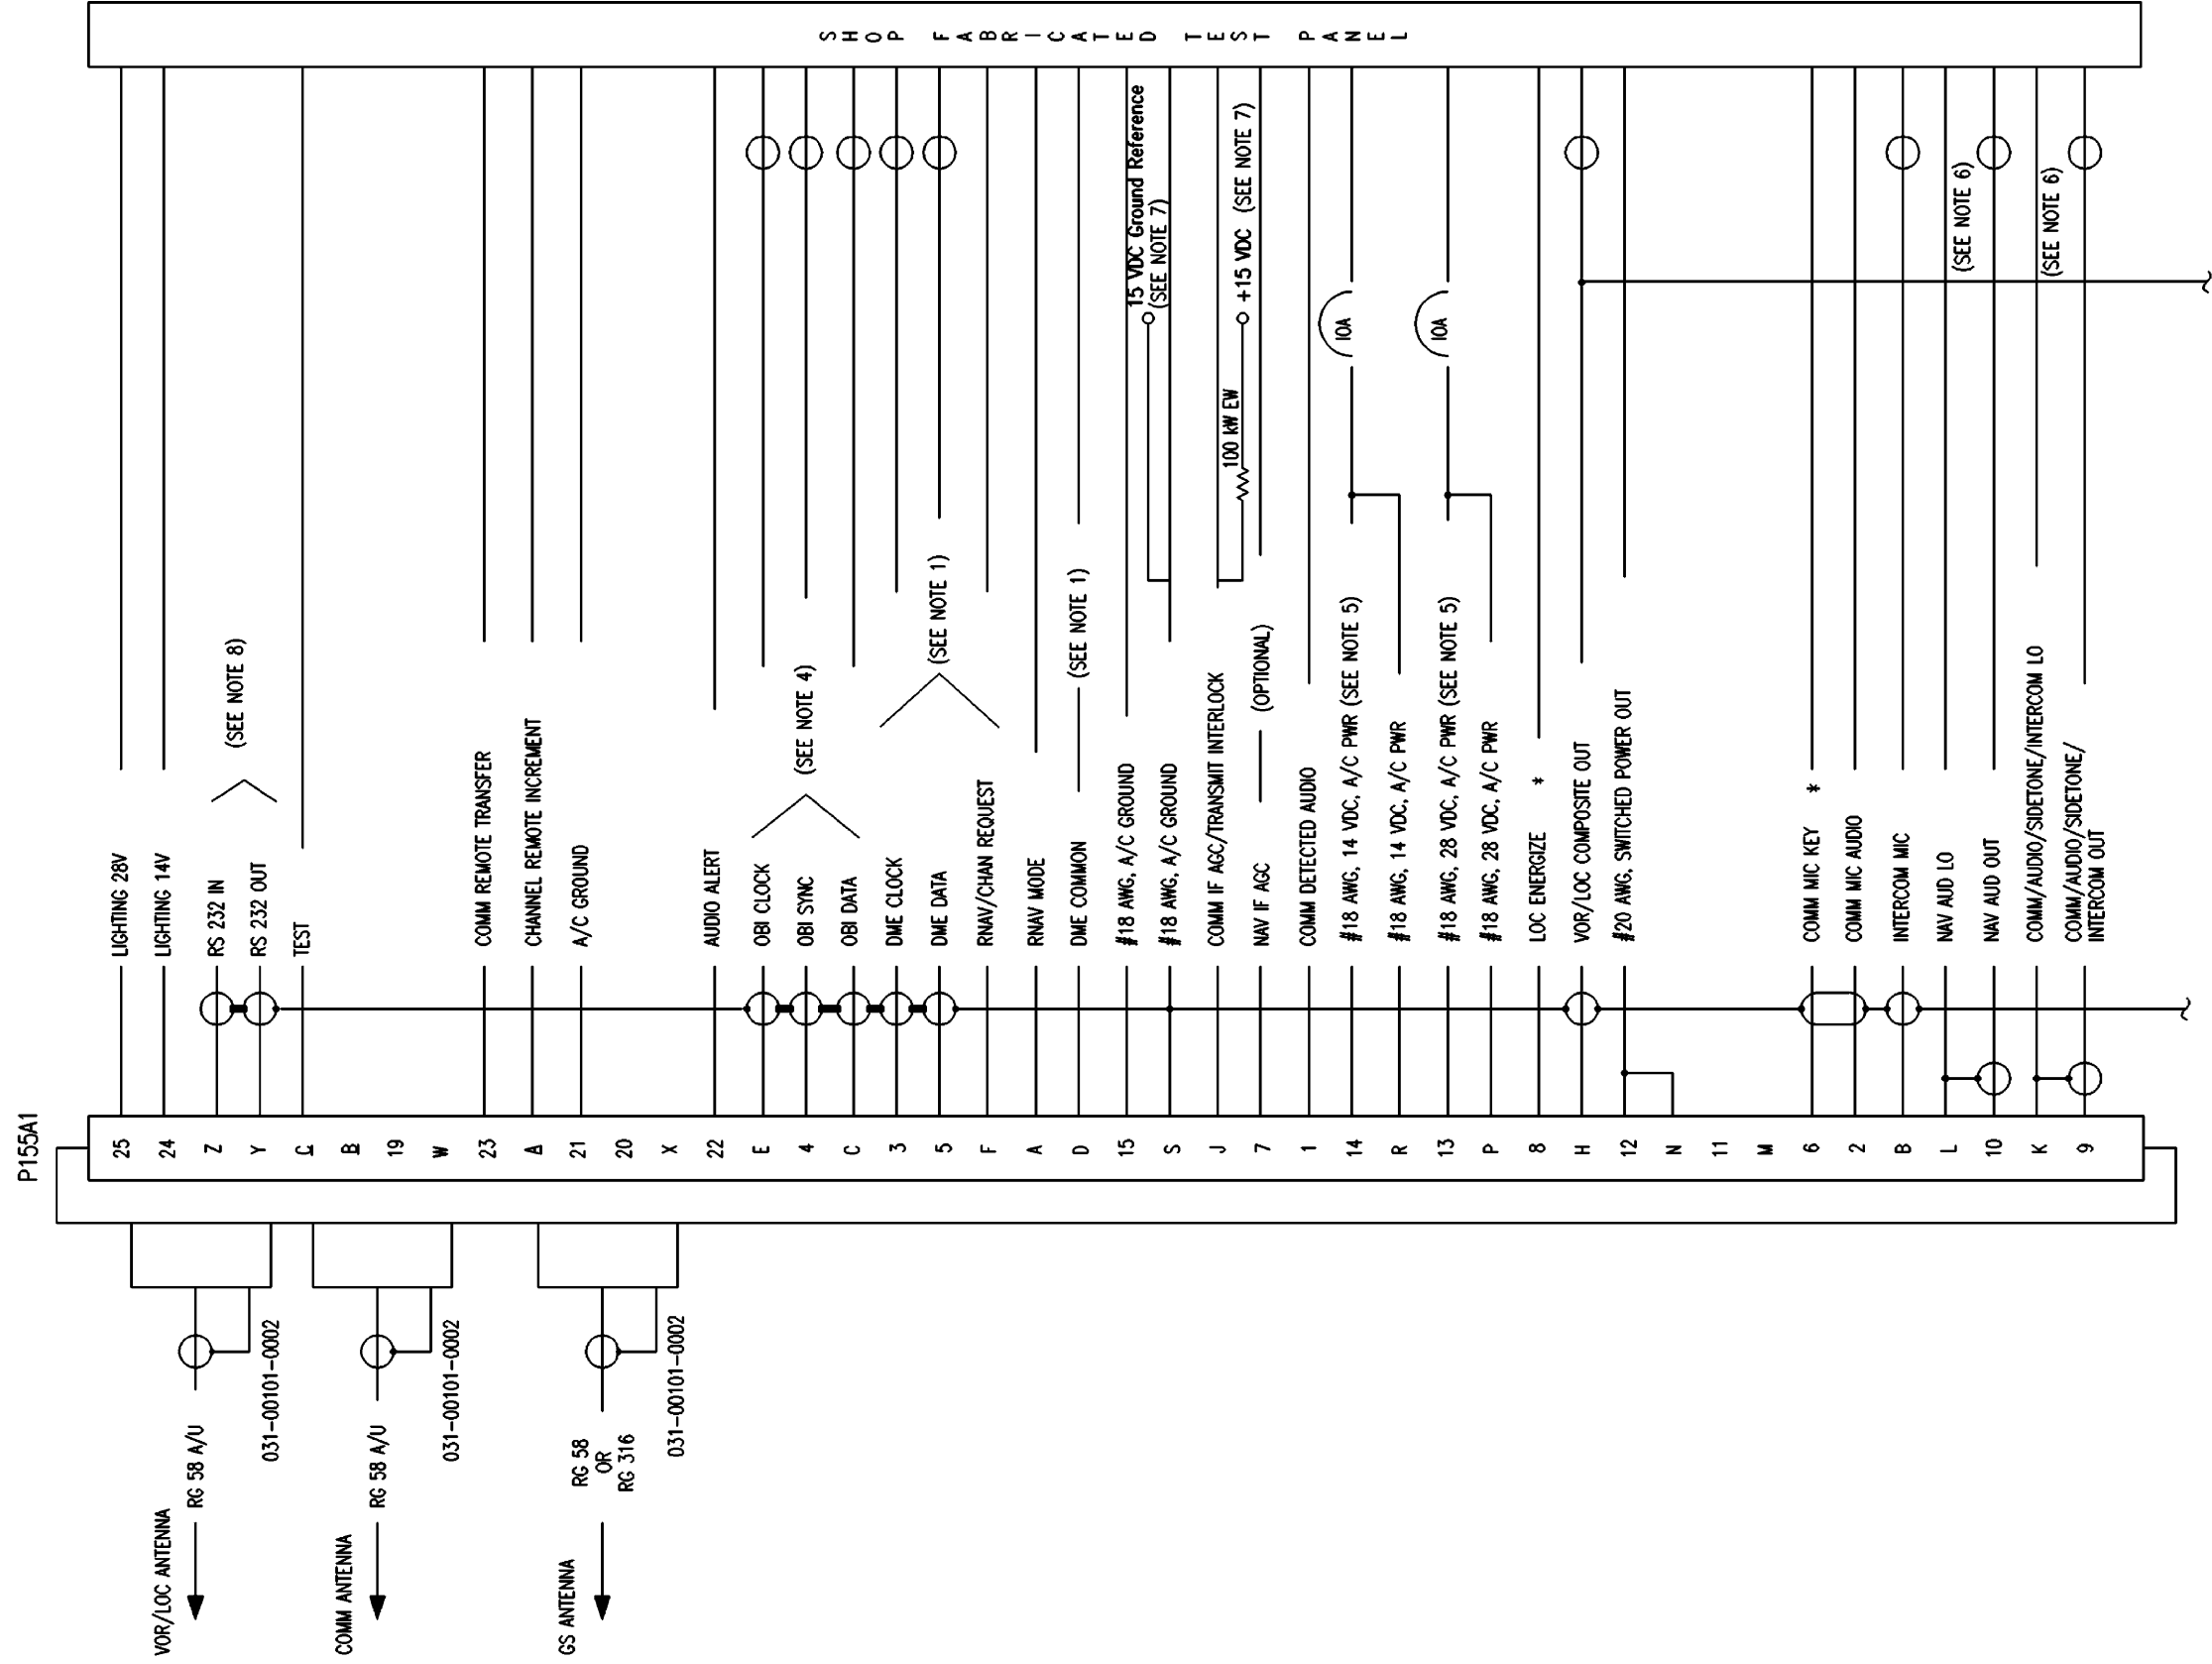 SHOP FABRICATED TEST PANEL
P155A1
25 LIGHTING 28V
24 LIGHTING 14V
Z RS 232 IN
(SEE NOTE 8)
Y RS 232 OUT
C TEST
B
19
W
23 COMM REMOTE TRANSFER
A CHANNEL REMOTE INCREMENT
21 A/C GROUND
20
X
22 AUDIO ALERT
E OBI CLOCK
4 OBI SYNC (SEE NOTE 4)
C OBI DATA
3 DME CLOCK
5 DME DATA (SEE NOTE 1)
F RNAV/CHAN REQUEST
A RNAV MODE
D DME COMMON (SEE NOTE 1)
15 #18 AWG, A/C GROUND
15 VDC Ground Reference
(SEE NOTE 7)
S #18 AWG, A/C GROUND
J COMM IF AGC/TRANSMIT INTERLOCK
100 kW EW +15 VDC (SEE NOTE 7)
7 NAV IF AGC (OPTIONAL)
1 COMM DETECTED AUDIO
10A
14 #18 AWG, 14 VDC, A/C PWR (SEE NOTE 5)
R #18 AWG, 14 VDC, A/C PWR
10A
13 #18 AWG, 28 VDC, A/C PWR (SEE NOTE 5)
P #18 AWG, 28 VDC, A/C PWR
8 LOC ENERGIZE *
H VOR/LOC COMPOSITE OUT
12 #20 AWG, SWITCHED POWER OUT
N
11
M
6 COMM MIC KEY *
2 COMM MIC AUDIO
B INTERCOM MIC
L NAV AUD LO
(SEE NOTE 6)
10 NAV AUD OUT
K COMM/AUDIO/SIDETONE/INTERCOM LO
(SEE NOTE 6)
9 COMM/AUDIO/SIDETONE/
INTERCOM OUT
VOR/LOC ANTENNA
RG 58 A/U
031-00101-0002
COMM ANTENNA
RG 58 A/U
031-00101-0002
GS ANTENNA
RG 58
OR
RG 316
031-00101-0002